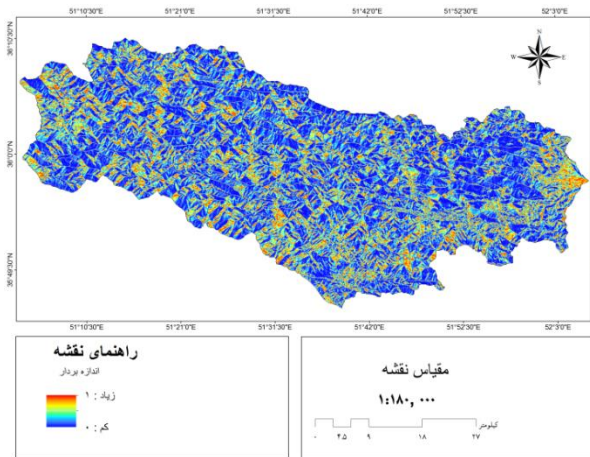 51°10'30"E 51°21'0"E 51°31'30"E 51°42'0"E 51°52'30"E 52°3'0"E
36°10'30"N
N
W E
S
36°0'0"N
35°49'30"N
51°10'30"E 51°21'0"E 51°31'30"E 51°42'0"E 51°52'30"E 52°3'0"E
راهنمای نقشه
اندازه بردار
زیاد : ۱
کم : ۰
مقیاس نقشه
۱:۱۸۰,۰۰۰
کیلومتر
۰ ۴.۵ ۹ ۱۸ ۲۷